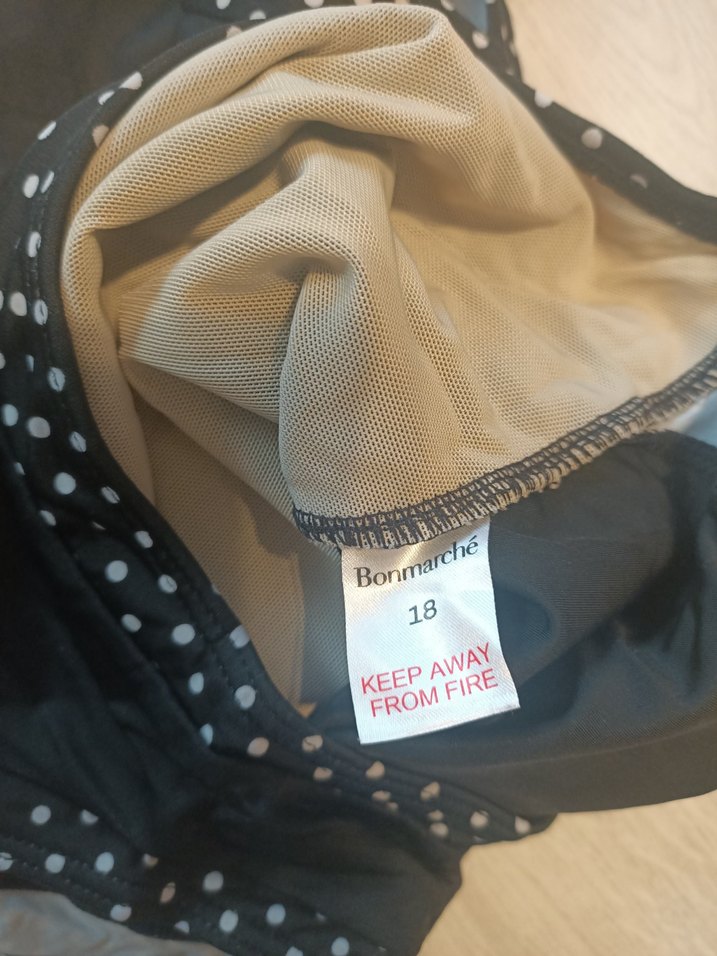 Bonmarché
18
KEEP AWAY
FROM FIRE